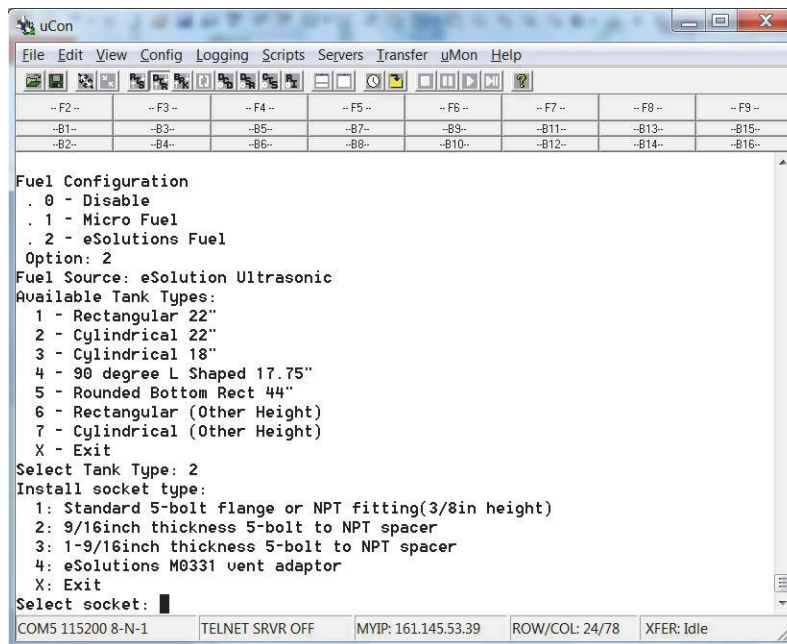 uCon
File Edit View Config Logging Scripts Servers Transfer uMon Help
RTS DTR BRK DCD DSR CTS RI
-- F2 -- -- F3 -- -- F4 -- -- F5 -- -- F6 -- -- F7 -- -- F8 -- -- F9 --
--B1-- --B3-- --B5-- --B7-- --B9-- --B11-- --B13-- --B15--
--B2-- --B4-- --B6-- --B8-- --B10-- --B12-- --B14-- --B16--
Fuel Configuration
. 0 - Disable
. 1 - Micro Fuel
. 2 - eSolutions Fuel
Option: 2
Fuel Source: eSolution Ultrasonic
Available Tank Types:
1 - Rectangular 22"
2 - Cylindrical 22"
3 - Cylindrical 18"
4 - 90 degree L Shaped 17.75"
5 - Rounded Bottom Rect 44"
6 - Rectangular (Other Height)
7 - Cylindrical (Other Height)
X - Exit
Select Tank Type: 2
Install socket type:
1: Standard 5-bolt flange or NPT fitting(3/8in height)
2: 9/16inch thickness 5-bolt to NPT spacer
3: 1-9/16inch thickness 5-bolt to NPT spacer
4: eSolutions M0331 vent adaptor
X: Exit
Select socket:
COM5 115200 8-N-1 TELNET SRVR OFF MYIP: 161.145.53.39 ROW/COL: 24/78 XFER: Idle